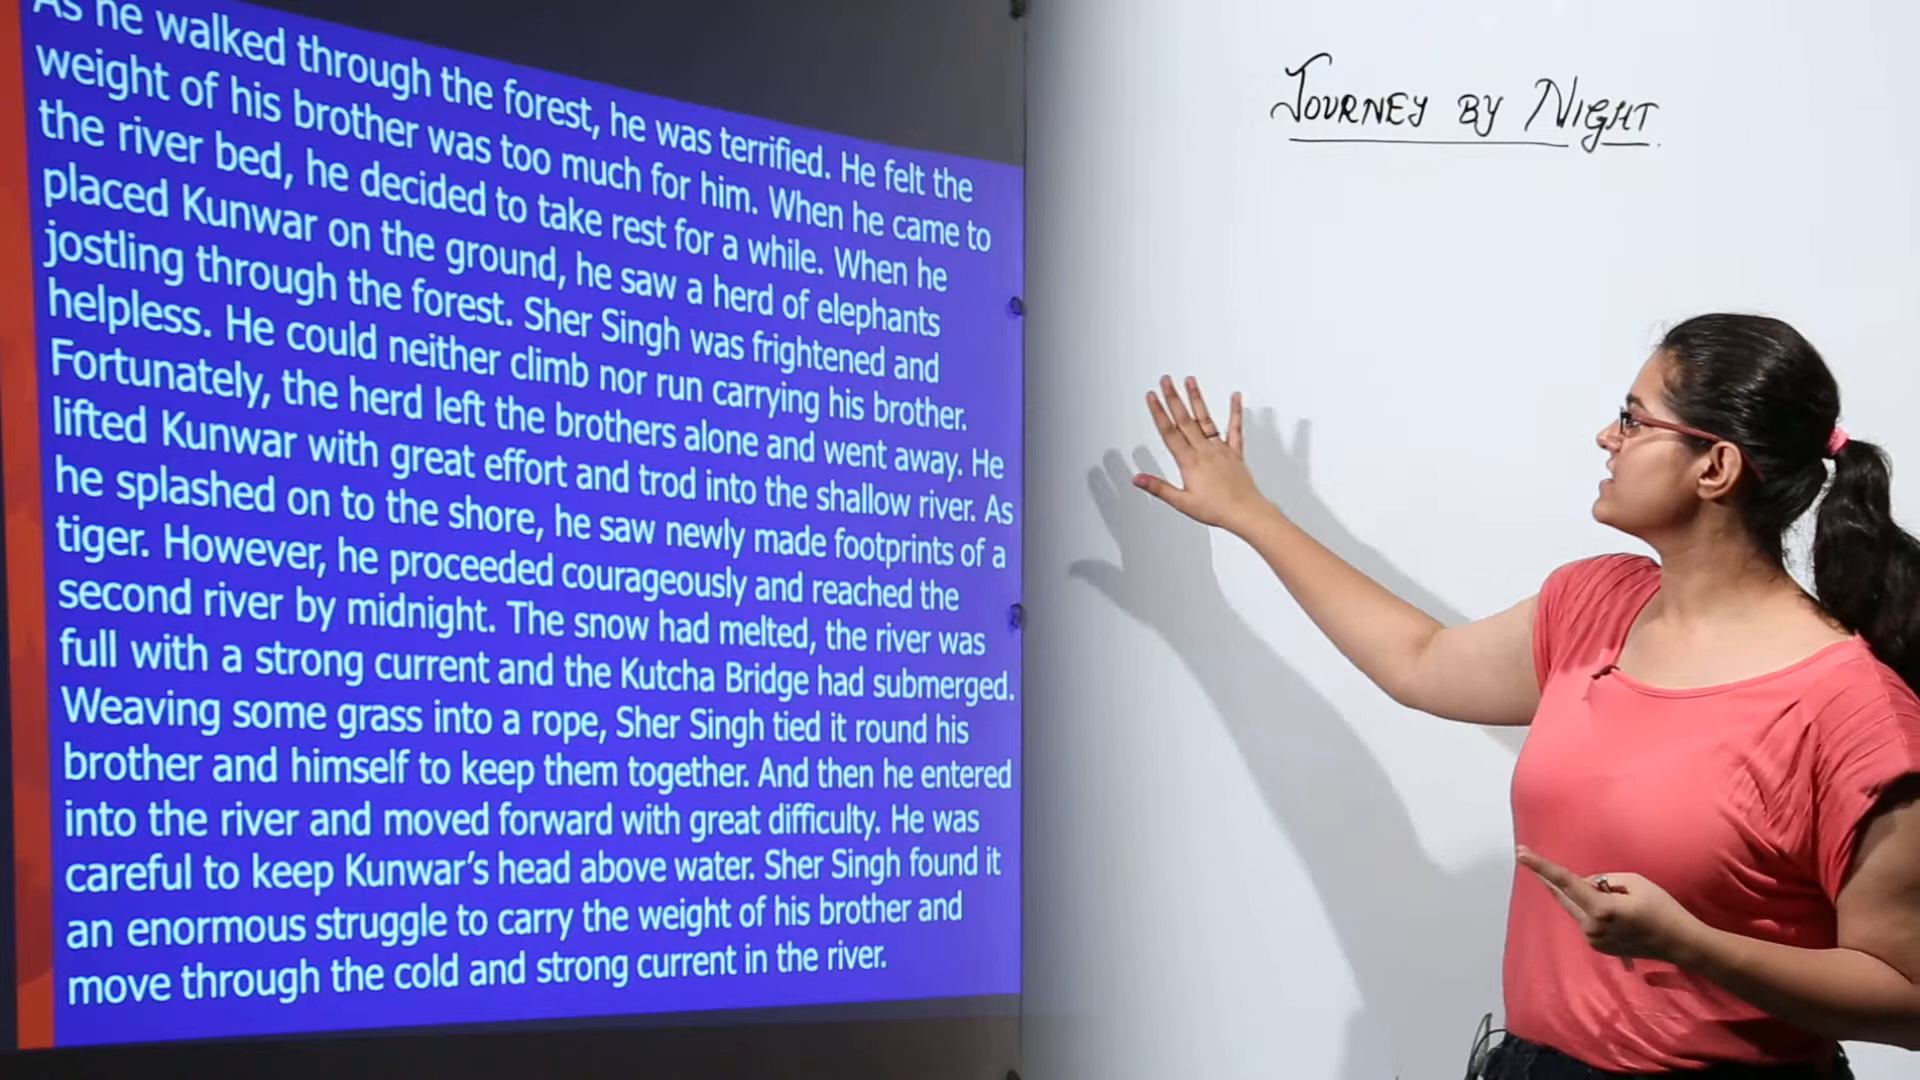 As he walked through the forest, he was terrified. He felt the
weight of his brother was too much for him. When he came to
the river bed, he decided to take rest for a while. When he
placed Kunwar on the ground, he saw a herd of elephants
jostling through the forest. Sher Singh was frightened and
helpless. He could neither climb nor run carrying his brother.
Fortunately, the herd left the brothers alone and went away. He
lifted Kunwar with great effort and trod into the shallow river. As
he splashed on to the shore, he saw newly made footprints of a
tiger. However, he proceeded courageously and reached the
second river by midnight. The snow had melted, the river was
full with a strong current and the Kutcha Bridge had submerged.
Weaving some grass into a rope, Sher Singh tied it round his
brother and himself to keep them together. And then he entered
into the river and moved forward with great difficulty. He was
careful to keep Kunwar's head above water. Sher Singh found it
an enormous struggle to carry the weight of his brother and
move through the cold and strong current in the river.
JOURNEY BY NIGHT.